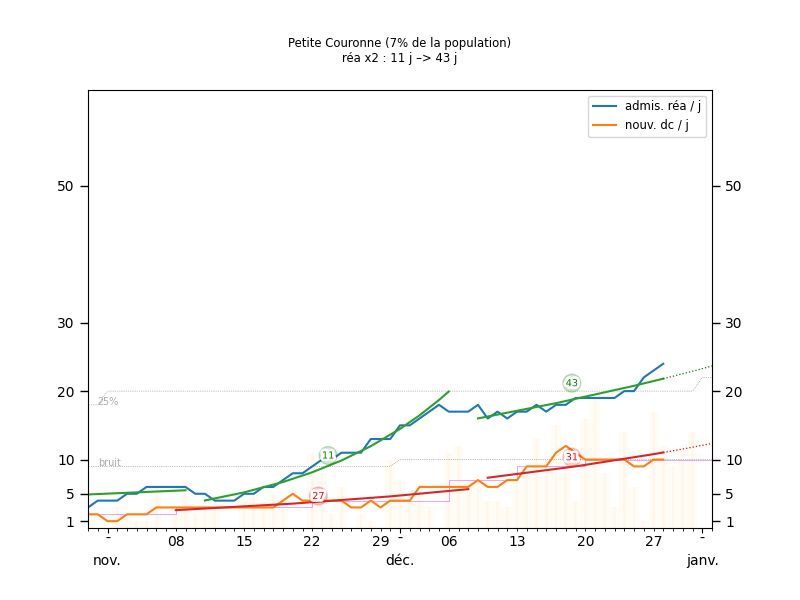 Petite Couronne (7% de la population)
réa x2 : 11 j –> 43 j
admis. réa / j
nouv. dc / j
50
50
30
30
43
20
20
25%
11
31
10
10
bruit
27
5
5
1
1
- 08 15 22 29 - 06 13 20 27 -
nov. déc. janv.